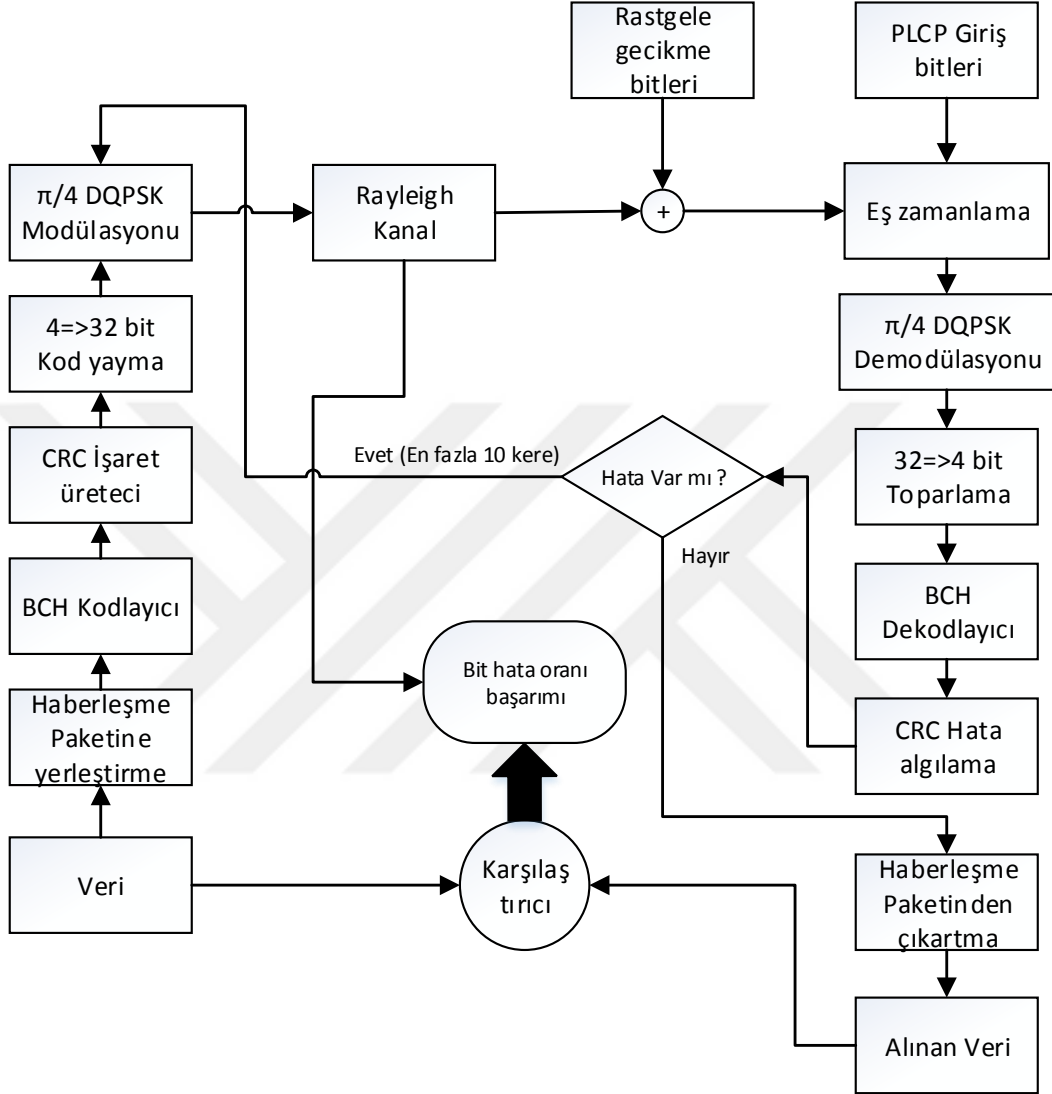 Rastgele
gecikme
bitleri
PLCP Giriş
bitleri
π/4 DQPSK
Modülasyonu
Rayleigh
Kanal
+
Eş zamanlama
4=>32 bit
Kod yayma
π/4 DQPSK
Demodülasyonu
CRC İşaret
üreteci
Evet (En fazla 10 kere)
Hata Var mı ?
32=>4 bit
Toparlama
Hayır
BCH Kodlayıcı
BCH
Dekodlayıcı
Haberleşme
Paketine
yerleştirme
Bit hata oranı
başarımı
CRC Hata
algılama
Veri
Karşılaş
tırıcı
Haberleşme
Paketinden
çıkartma
Alınan Veri